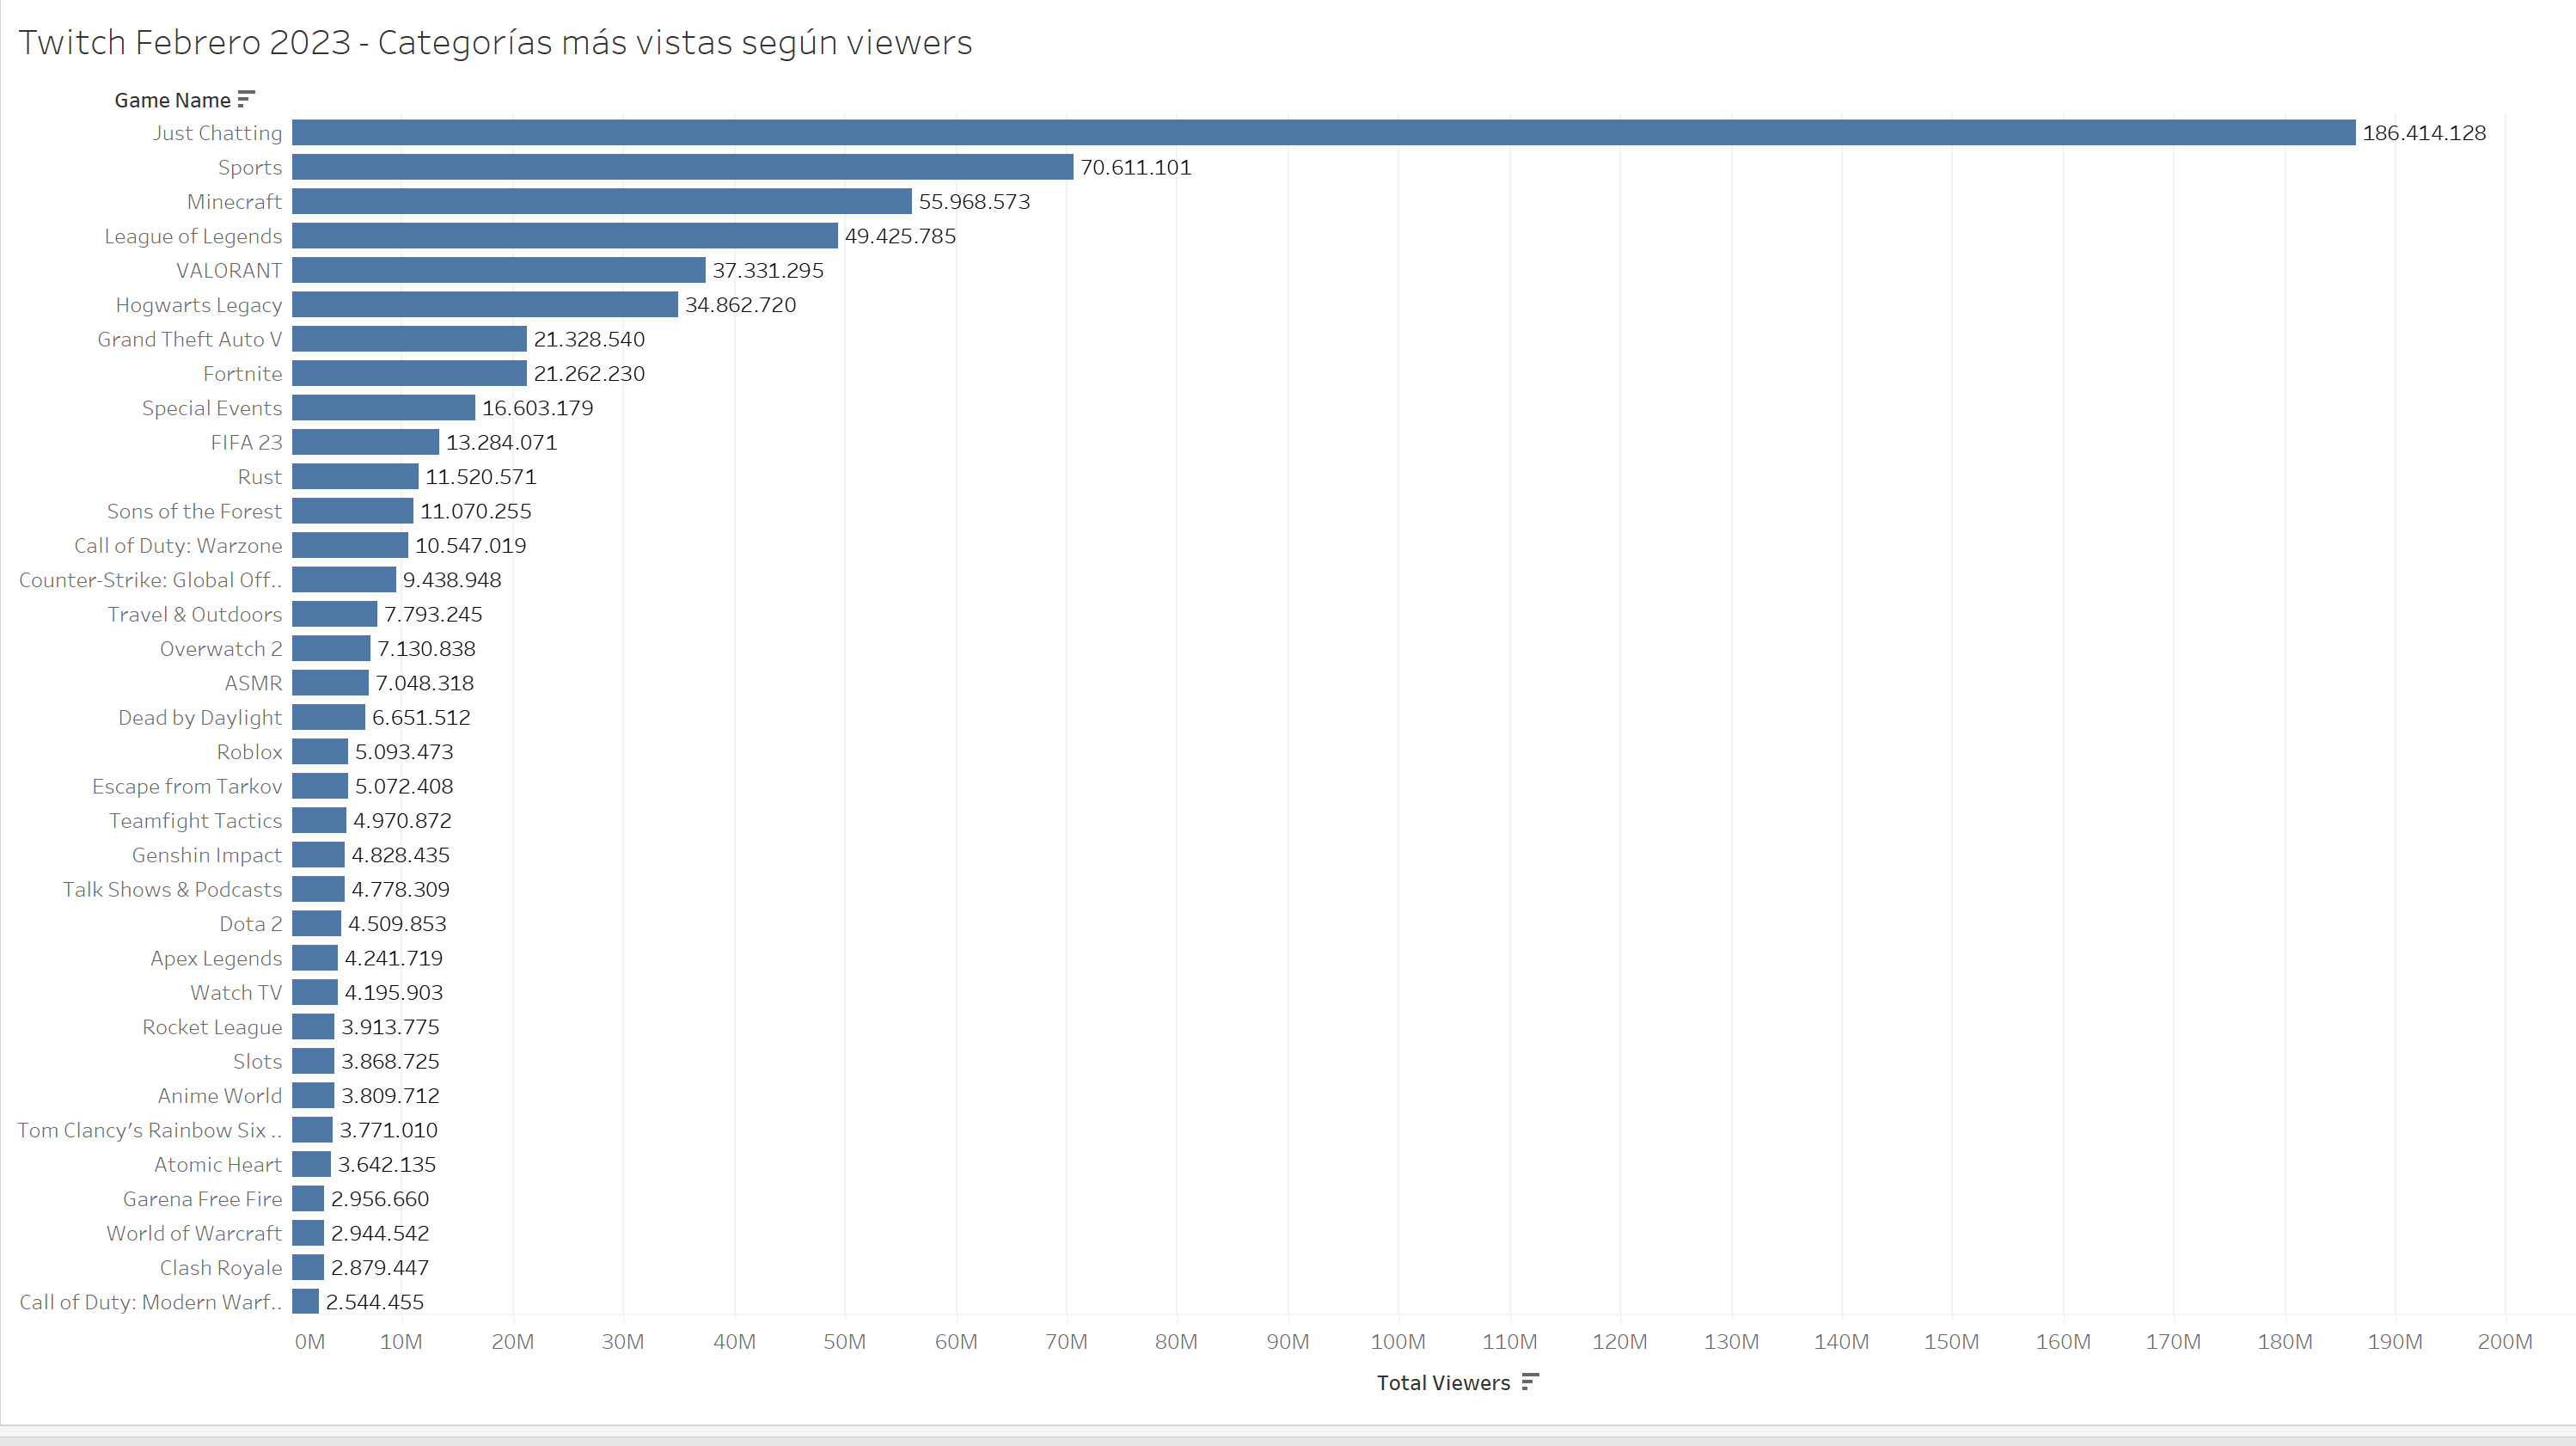 Twitch Febrero 2023 - Categorías más vistas según viewers
Game Name
Just Chatting 186.414.128
Sports 70.611.101
Minecraft 55.968.573
League of Legends 49.425.785
VALORANT 37.331.295
Hogwarts Legacy 34.862.720
Grand Theft Auto V 21.328.540
Fortnite 21.262.230
Special Events 16.603.179
FIFA 23 13.284.071
Rust 11.520.571
Sons of the Forest 11.070.255
Call of Duty: Warzone 10.547.019
Counter-Strike: Global Off.. 9.438.948
Travel & Outdoors 7.793.245
Overwatch 2 7.130.838
ASMR 7.048.318
Dead by Daylight 6.651.512
Roblox 5.093.473
Escape from Tarkov 5.072.408
Teamfight Tactics 4.970.872
Genshin Impact 4.828.435
Talk Shows & Podcasts 4.778.309
Dota 2 4.509.853
Apex Legends 4.241.719
Watch TV 4.195.903
Rocket League 3.913.775
Slots 3.868.725
Anime World 3.809.712
Tom Clancy's Rainbow Six .. 3.771.010
Atomic Heart 3.642.135
Garena Free Fire 2.956.660
World of Warcraft 2.944.542
Clash Royale 2.879.447
Call of Duty: Modern Warf.. 2.544.455
0M 10M 20M 30M 40M 50M 60M 70M 80M 90M 100M 110M 120M 130M 140M 150M 160M 170M 180M 190M 200M
Total Viewers